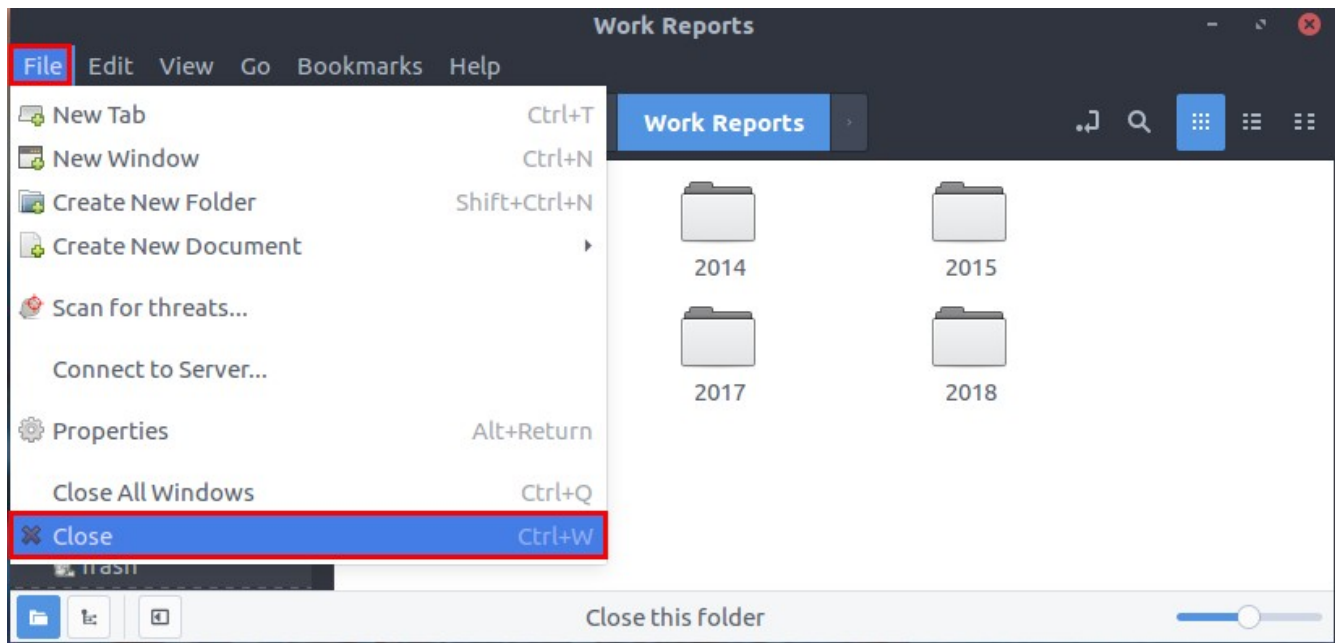 Work Reports
File Edit View Go Bookmarks Help
New Tab Ctrl+T
Work Reports
New Window Ctrl+N
Create New Folder Shift+Ctrl+N
Create New Document
2014 2015
Scan for threats...
Connect to Server...
2017 2018
Properties Alt+Return
Close All Windows Ctrl+Q
Close Ctrl+W
Trash
Close this folder